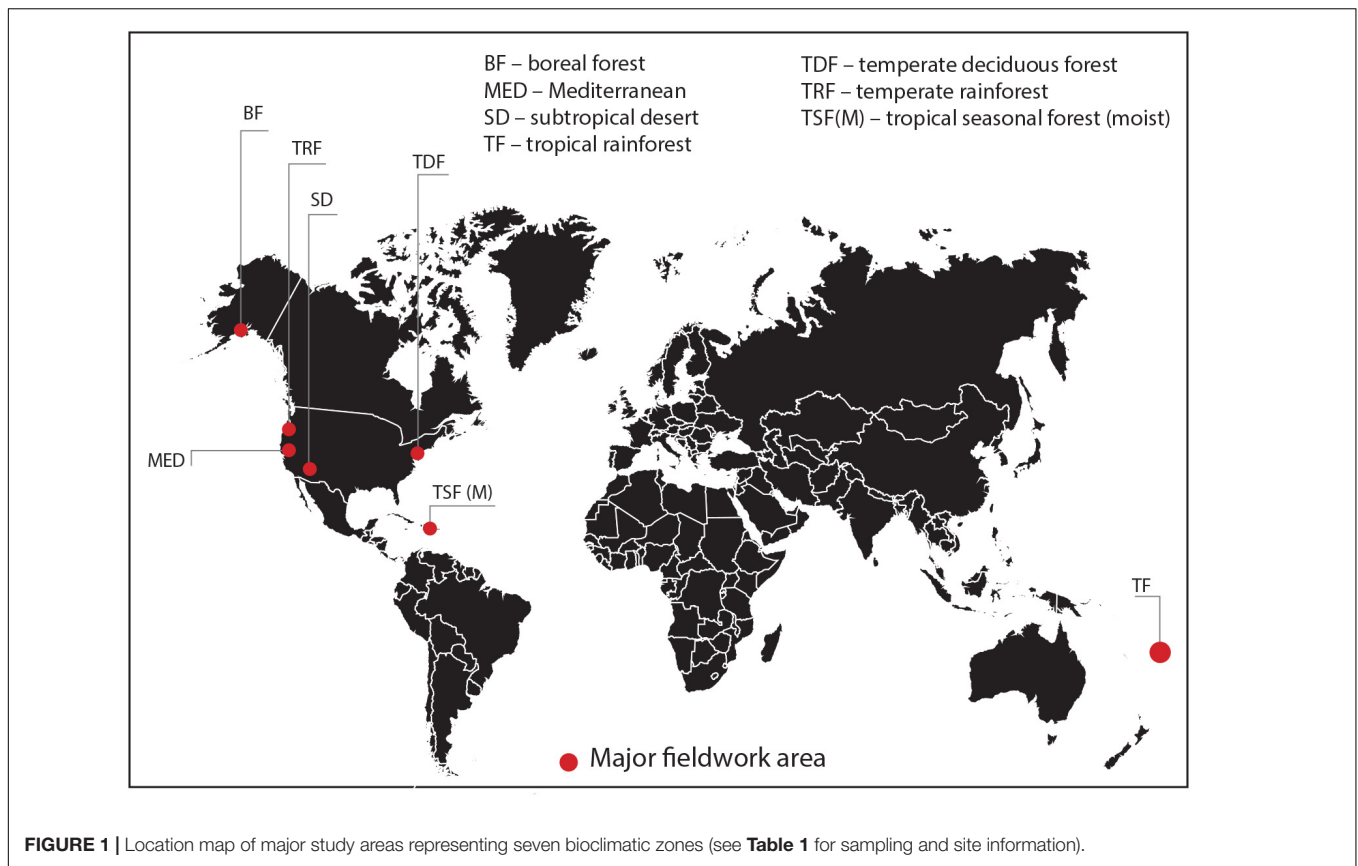 BF – boreal forest
MED – Mediterranean
SD – subtropical desert
TF – tropical rainforest
TDF – temperate deciduous forest
TRF – temperate rainforest
TSF(M) – tropical seasonal forest (moist)
BF
TRF
TDF
SD
MED
TSF (M)
TF
Major fieldwork area
FIGURE 1 | Location map of major study areas representing seven bioclimatic zones (see Table 1 for sampling and site information).